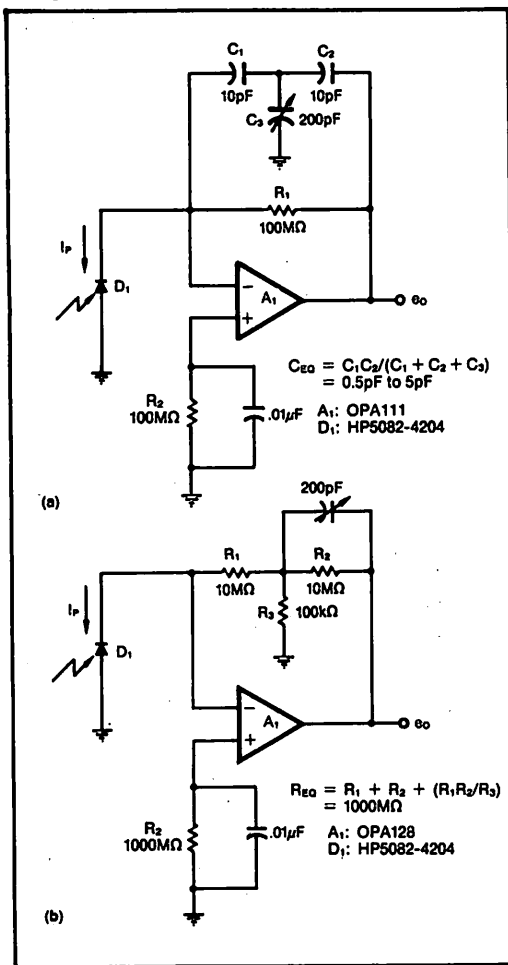 C₁
C₂
10pF
10pF
C₃
200pF
R₁
100MΩ
Iₚ
D₁
−
A₁
+
eₒ
R₂
100MΩ
.01μF
C_EQ = C₁C₂/(C₁ + C₂ + C₃)
= 0.5pF to 5pF
A₁: OPA111
D₁: HP5082-4204
(a)
200pF
R₁
R₂
10MΩ
10MΩ
R₃
100kΩ
Iₚ
D₁
−
A₁
+
eₒ
R_EQ = R₁ + R₂ + (R₁R₂/R₃)
= 1000MΩ
R₂
1000MΩ
.01μF
A₁: OPA128
D₁: HP5082-4204
(b)